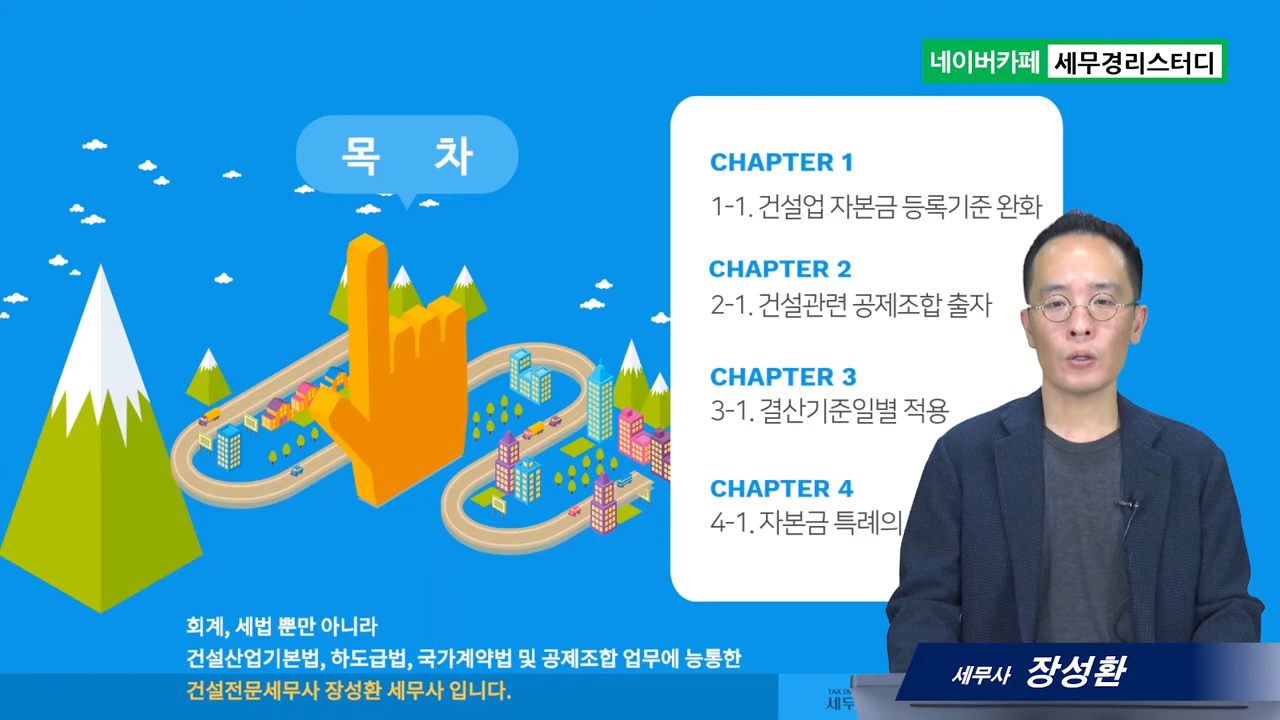 네이버카페 세무경리스터디
목 차
CHAPTER 1
1-1. 건설업 자본금 등록기준 완화
CHAPTER 2
2-1. 건설관련 공제조합 출자
CHAPTER 3
3-1. 결산기준일별 적용
CHAPTER 4
4-1. 자본금 특례의
회계, 세법 뿐만 아니라
건설산업기본법, 하도급법, 국가계약법 및 공제조합 업무에 능통한
건설전문세무사 장성환 세무사 입니다.
세무사 장성환